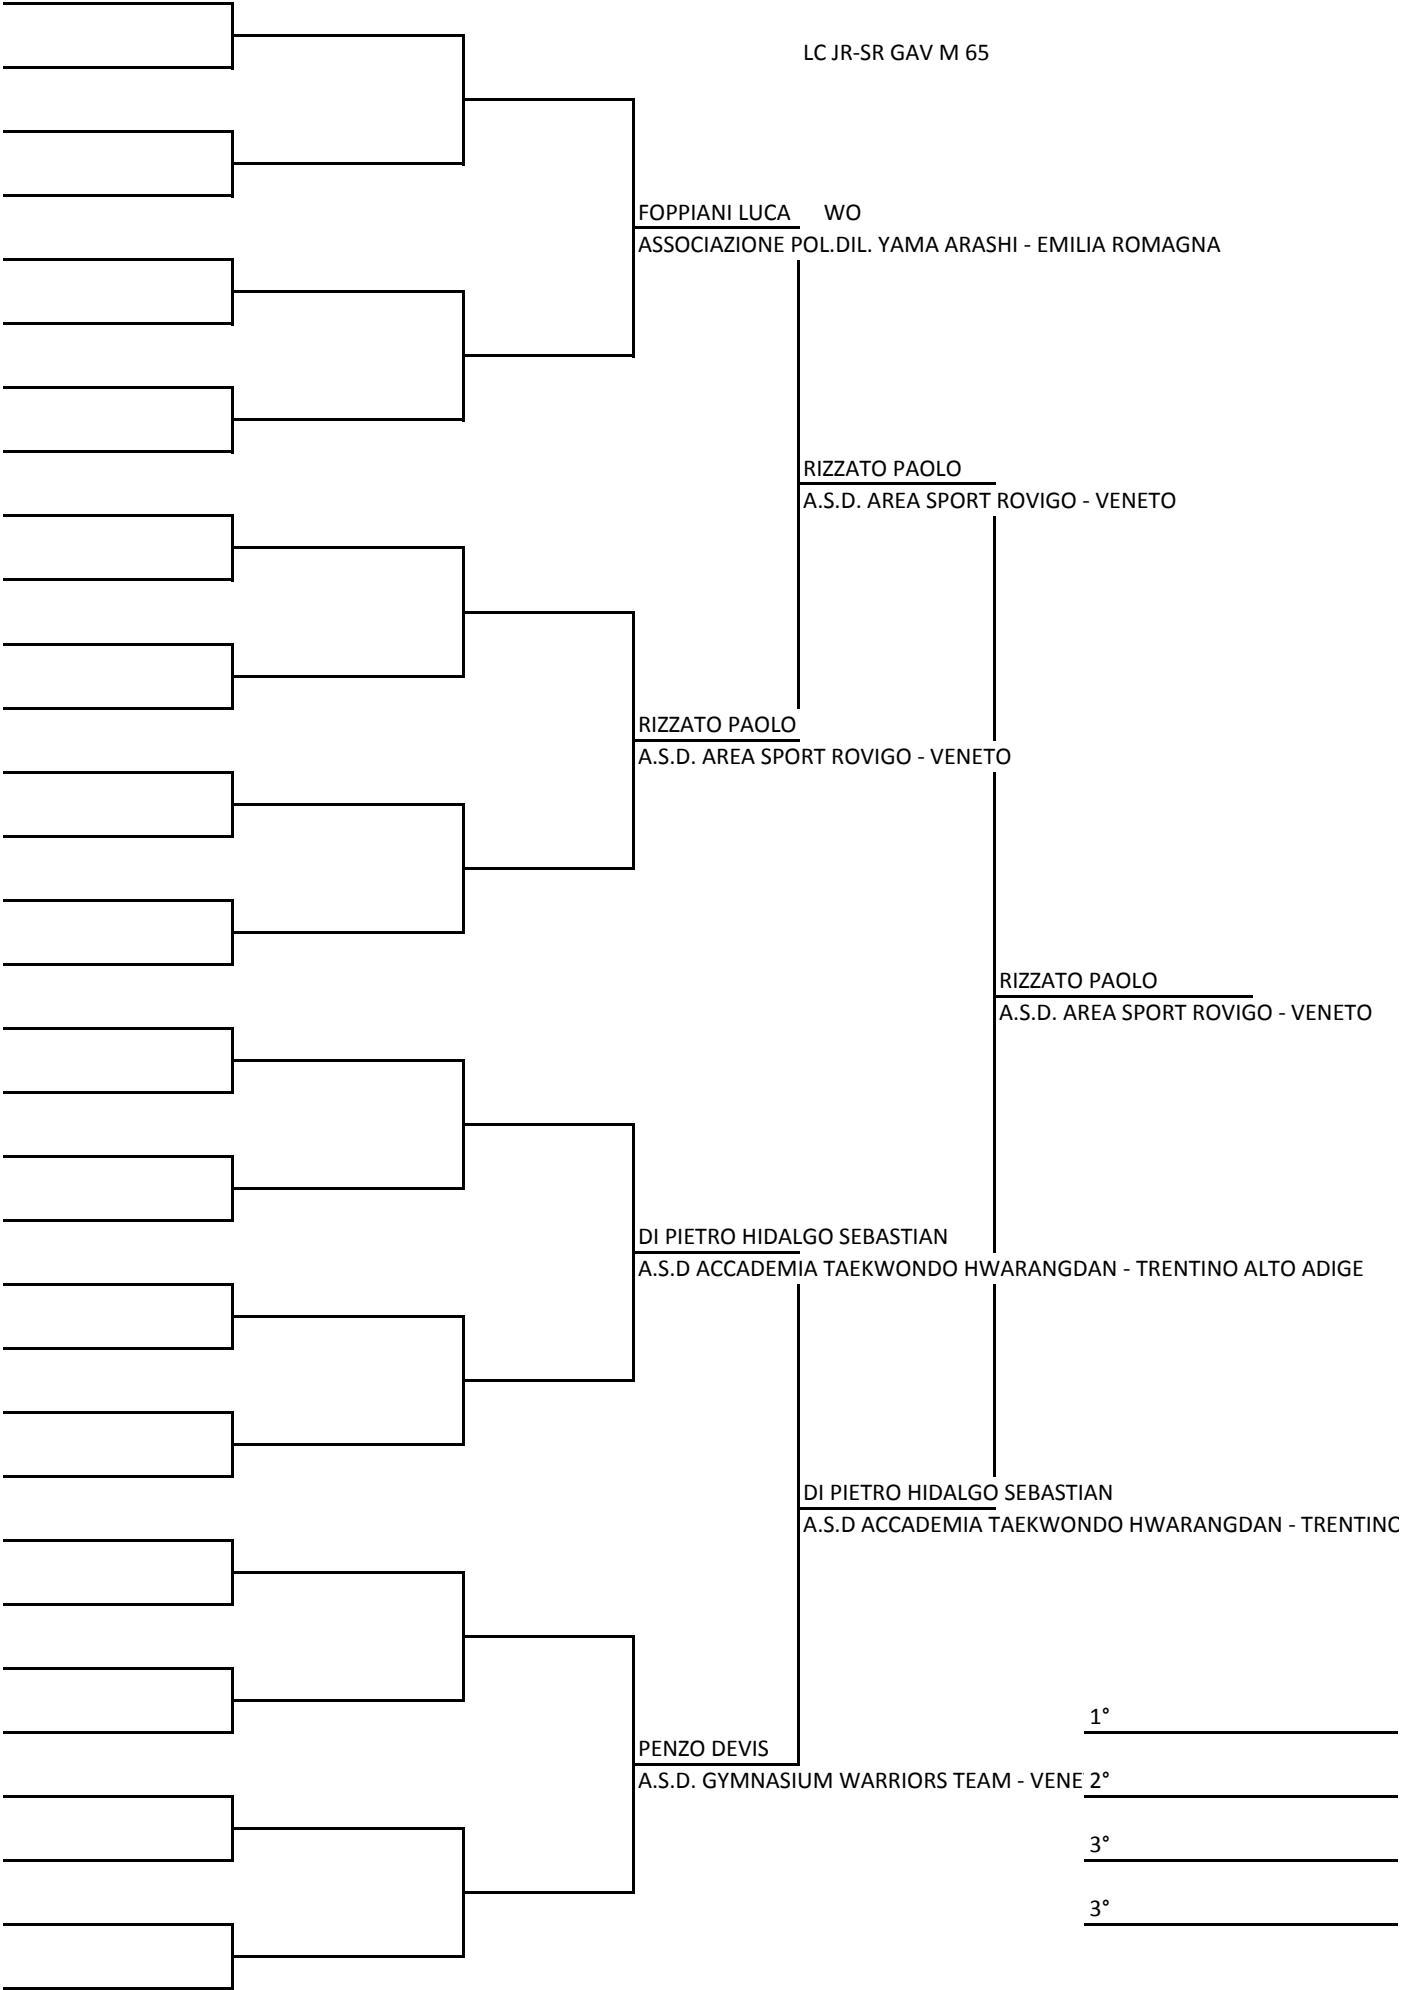 LC JR-SR GAV M 65
FOPPIANI LUCA WO
ASSOCIAZIONE POL.DIL. YAMA ARASHI - EMILIA ROMAGNA
RIZZATO PAOLO
A.S.D. AREA SPORT ROVIGO - VENETO
RIZZATO PAOLO
A.S.D. AREA SPORT ROVIGO - VENETO
RIZZATO PAOLO
A.S.D. AREA SPORT ROVIGO - VENETO
DI PIETRO HIDALGO SEBASTIAN
A.S.D ACCADEMIA TAEKWONDO HWARANGDAN - TRENTINO ALTO ADIGE
DI PIETRO HIDALGO SEBASTIAN
A.S.D ACCADEMIA TAEKWONDO HWARANGDAN - TRENTINO
1°
PENZO DEVIS
A.S.D. GYMNASIUM WARRIORS TEAM - VENE
2°
3°
3°